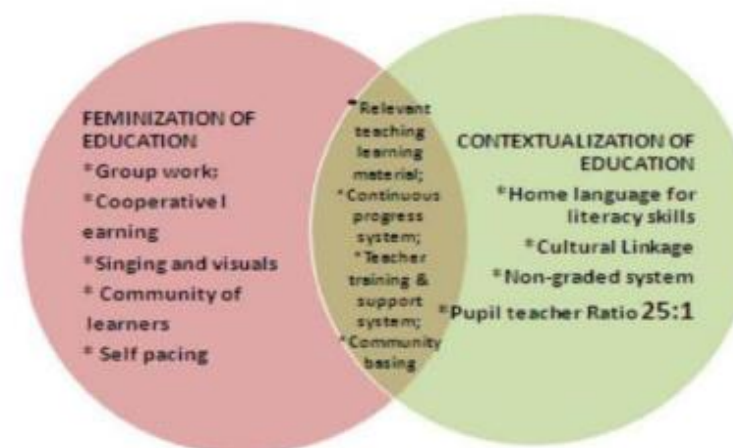 FEMINIZATION OF
EDUCATION
*Group work;
*Cooperative l
earning
*Singing and visuals
* Community of
learners
* Self pacing
*Relevant
teaching
learning
material;
*Continuous
progress
system;
*Teacher
training &
support
system;
*Community
basing
CONTEXTUALIZATION OF
EDUCATION
*Home language for
literacy skills
*Cultural Linkage
*Non-graded system
*Pupil teacher Ratio 25:1